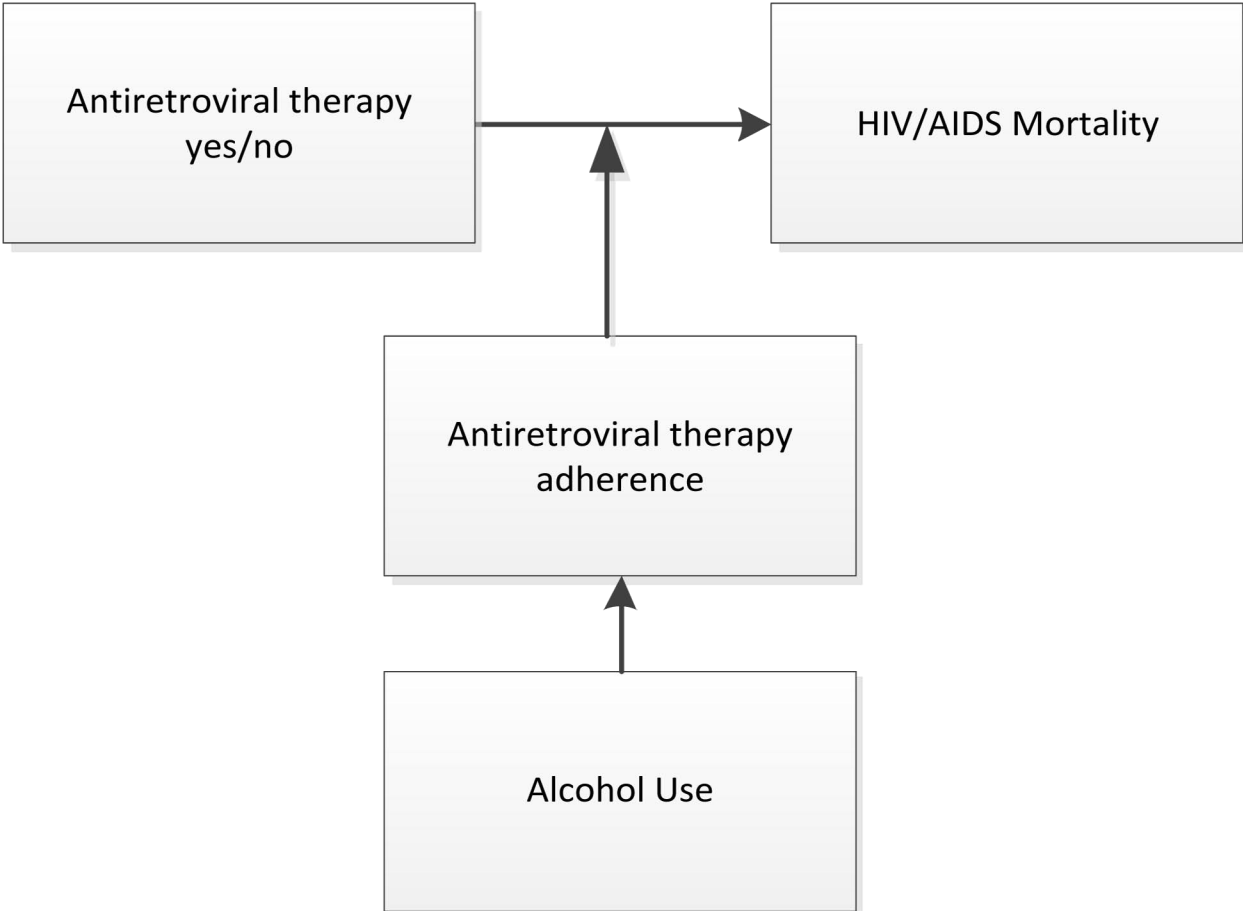 Antiretroviral therapy
yes/no
HIV/AIDS Mortality
Antiretroviral therapy
adherence
Alcohol Use